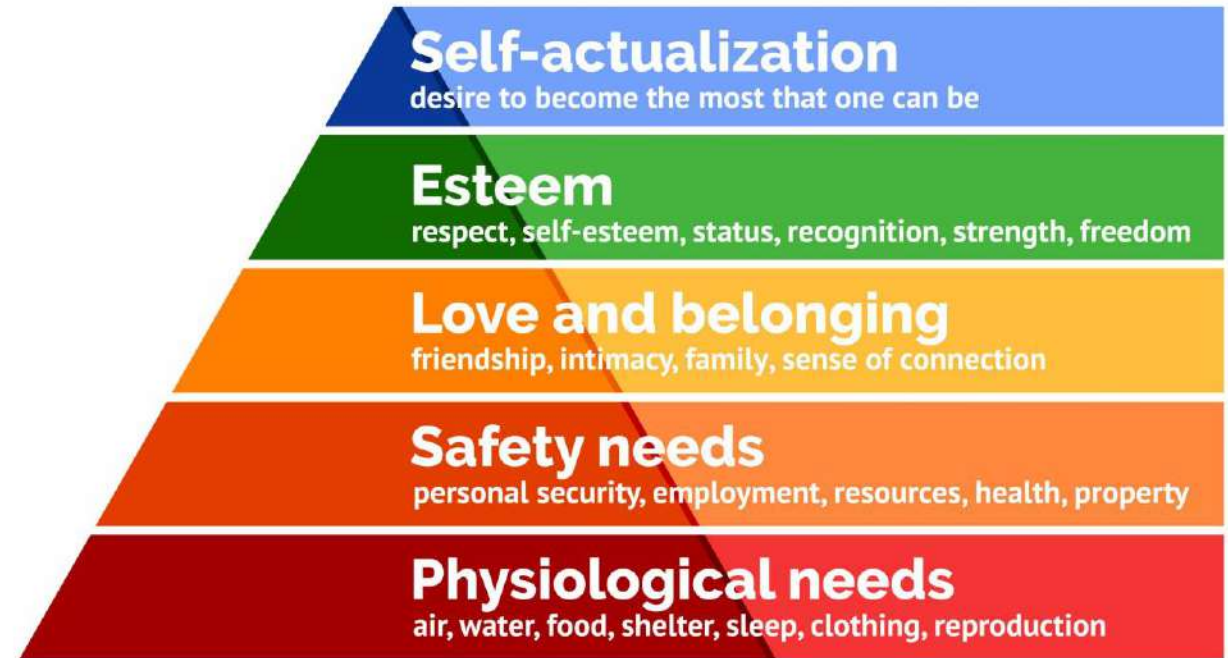 Self-actualization
desire to become the most that one can be
Esteem
respect, self-esteem, status, recognition, strength, freedom
Love and belonging
friendship, intimacy, family, sense of connection
Safety needs
personal security, employment, resources, health, property
Physiological needs
air, water, food, shelter, sleep, clothing, reproduction